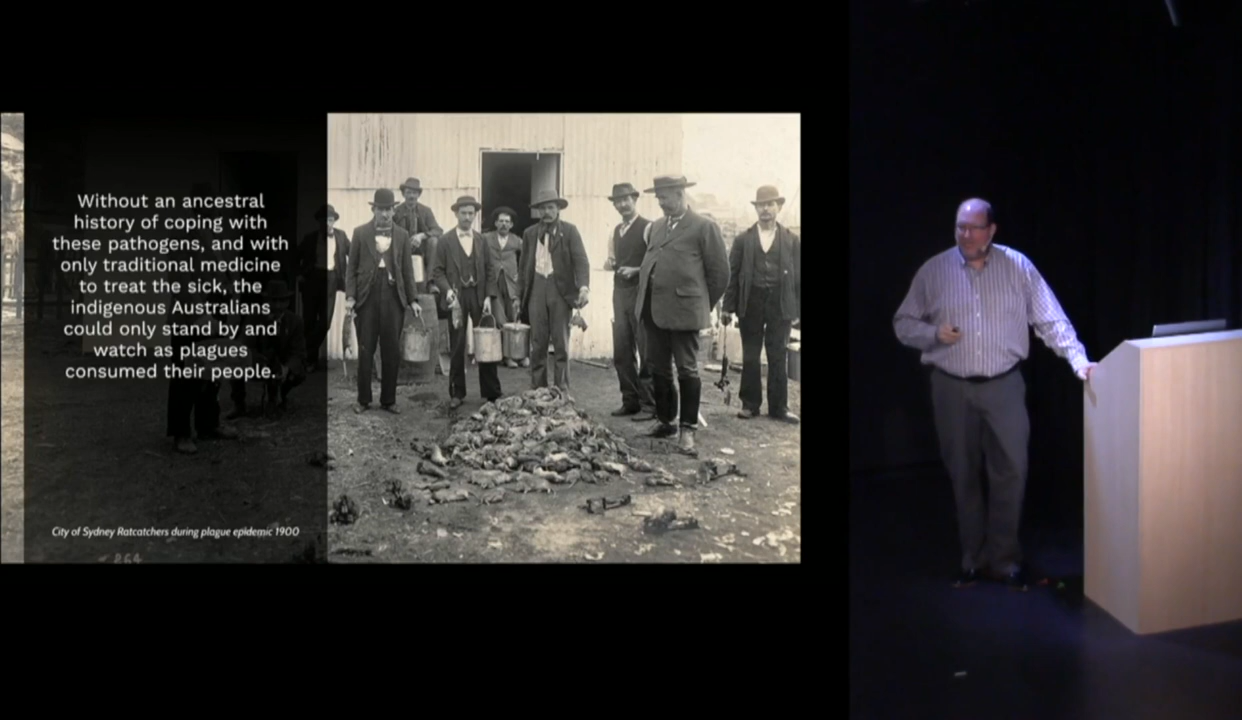 Without an ancestral
history of coping with
these pathogens, and with
only traditional medicine
to treat the sick, the
indigenous Australians
could only stand by and
watch as plagues
consumed their people.
City of Sydney Ratcatchers during plague epidemic 1900
264